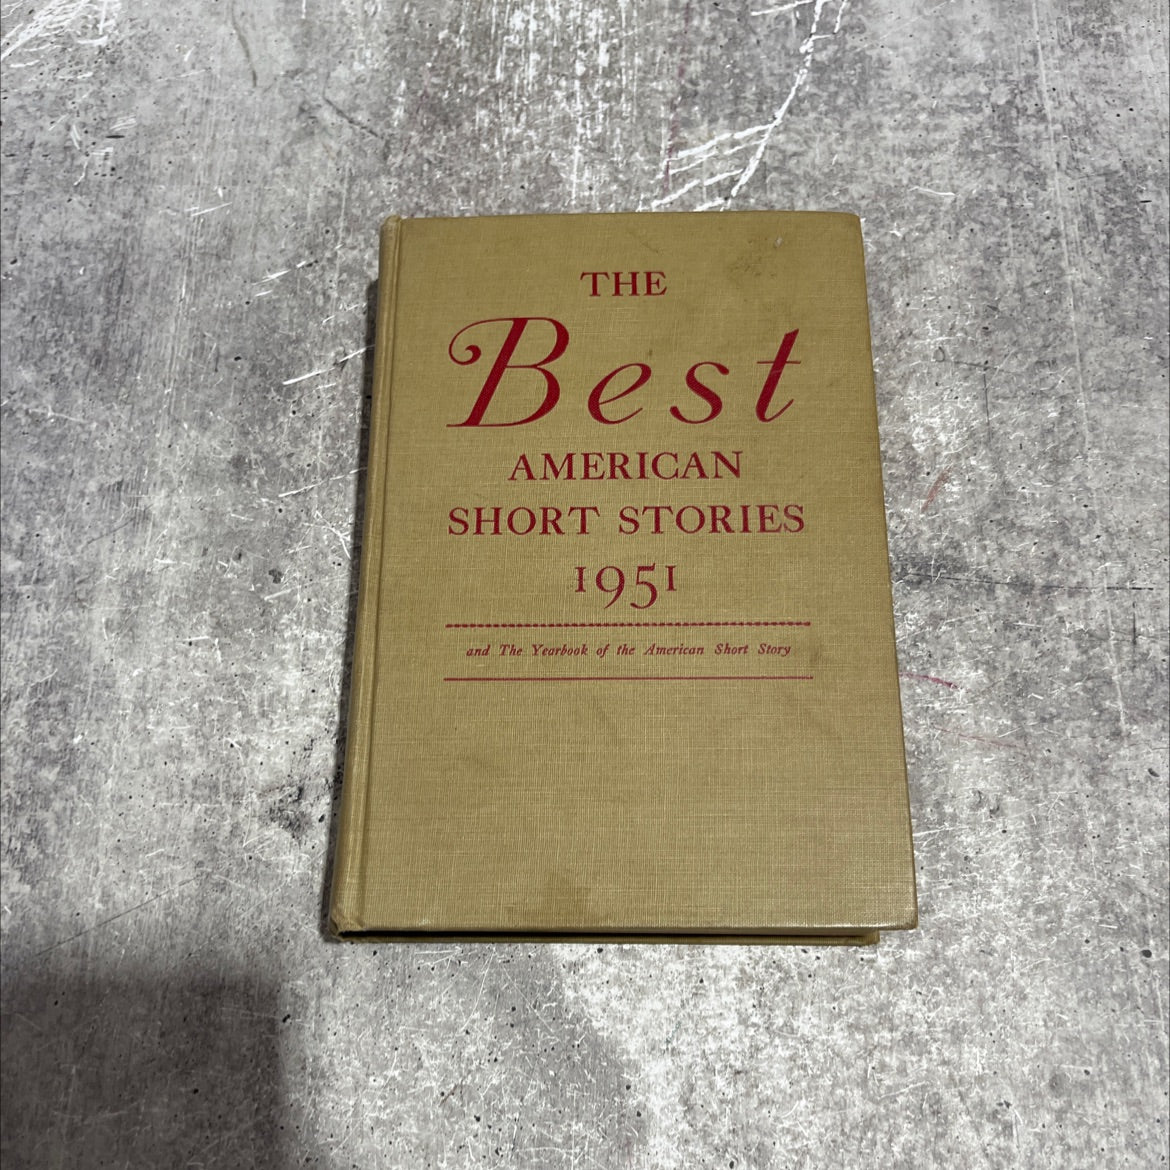 THE
Best
AMERICAN
SHORT STORIES
1951
and The Yearbook of the American Short Story